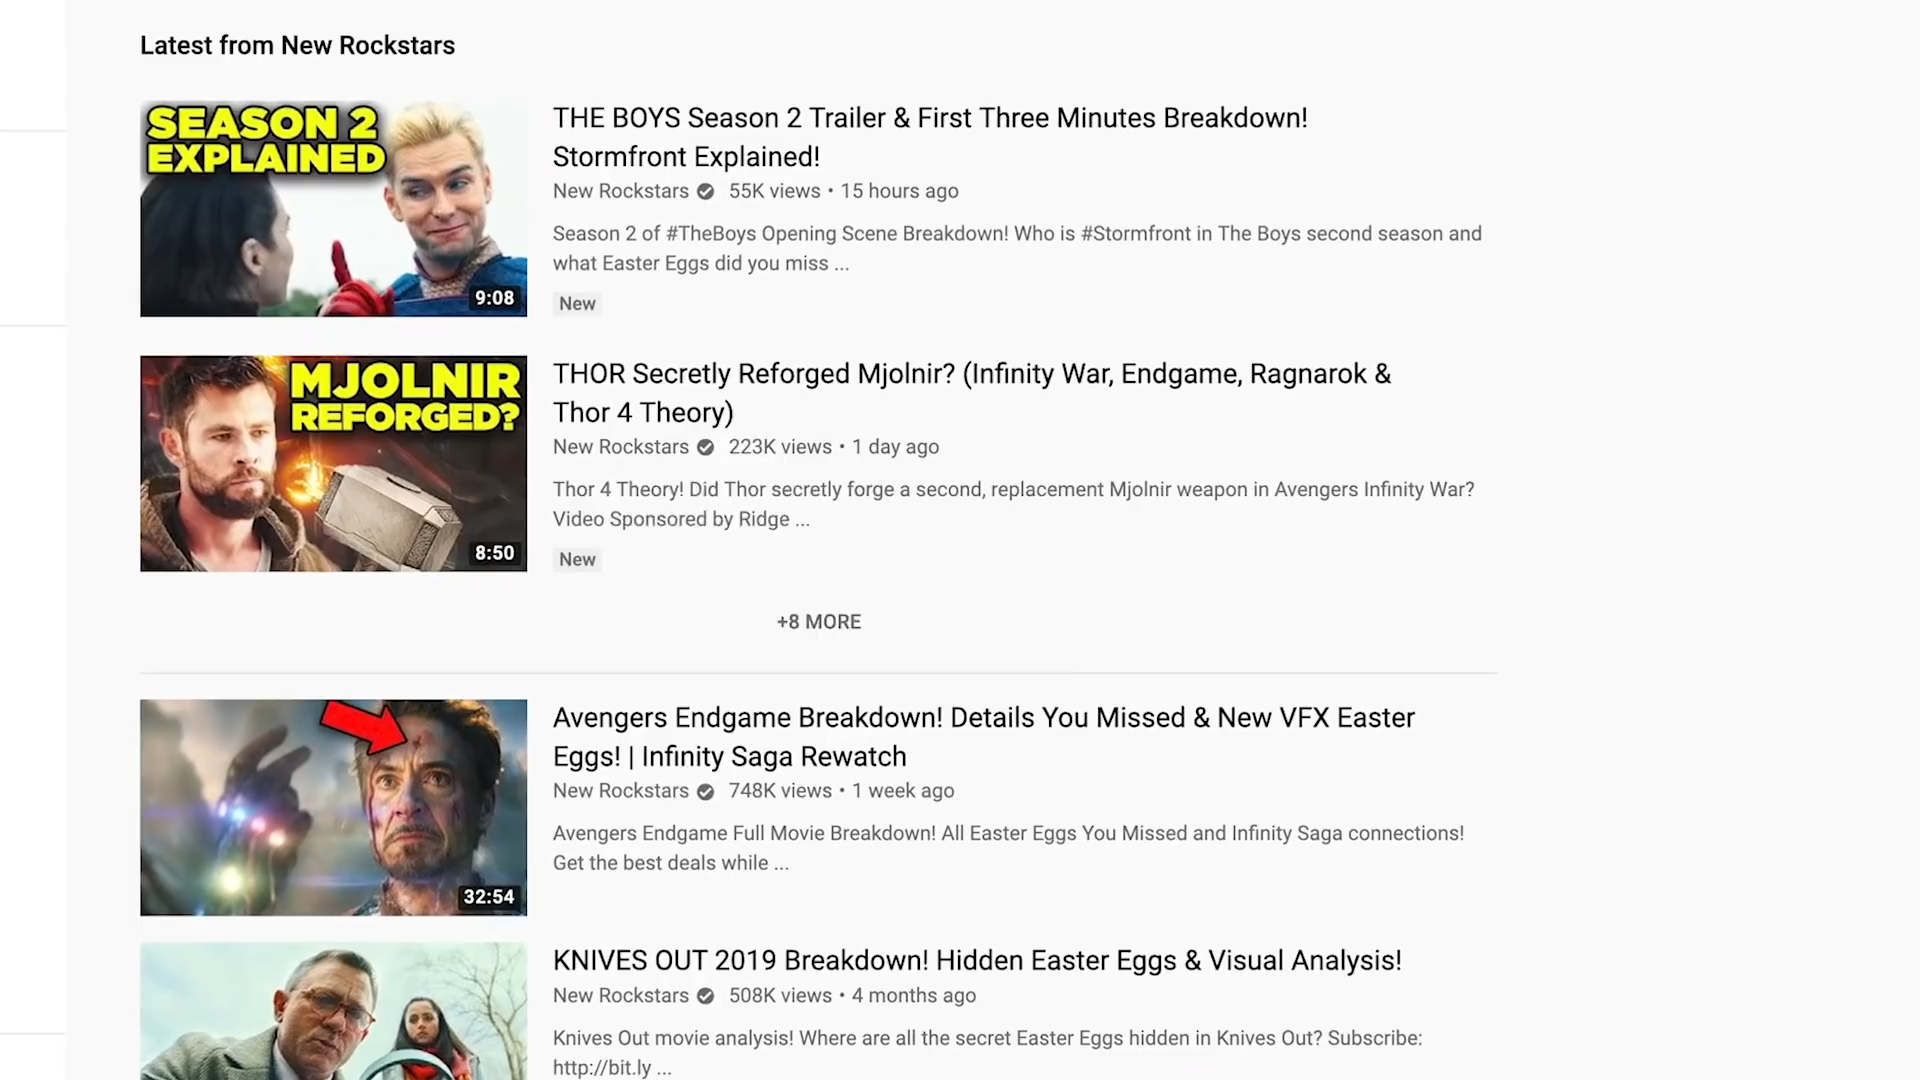 Latest from New Rockstars
SEASON 2
EXPLAINED
9:08
THE BOYS Season 2 Trailer & First Three Minutes Breakdown!
Stormfront Explained!
New Rockstars 55K views • 15 hours ago
Season 2 of #TheBoys Opening Scene Breakdown! Who is #Stormfront in The Boys second season and
what Easter Eggs did you miss ...
New
MJOLNIR
REFORGED?
8:50
THOR Secretly Reforged Mjolnir? (Infinity War, Endgame, Ragnarok &
Thor 4 Theory)
New Rockstars 223K views • 1 day ago
Thor 4 Theory! Did Thor secretly forge a second, replacement Mjolnir weapon in Avengers Infinity War?
Video Sponsored by Ridge ...
New
+8 MORE
32:54
Avengers Endgame Breakdown! Details You Missed & New VFX Easter
Eggs! | Infinity Saga Rewatch
New Rockstars 748K views • 1 week ago
Avengers Endgame Full Movie Breakdown! All Easter Eggs You Missed and Infinity Saga connections!
Get the best deals while ...
KNIVES OUT 2019 Breakdown! Hidden Easter Eggs & Visual Analysis!
New Rockstars 508K views • 4 months ago
Knives Out movie analysis! Where are all the secret Easter Eggs hidden in Knives Out? Subscribe:
http://bit.ly ...